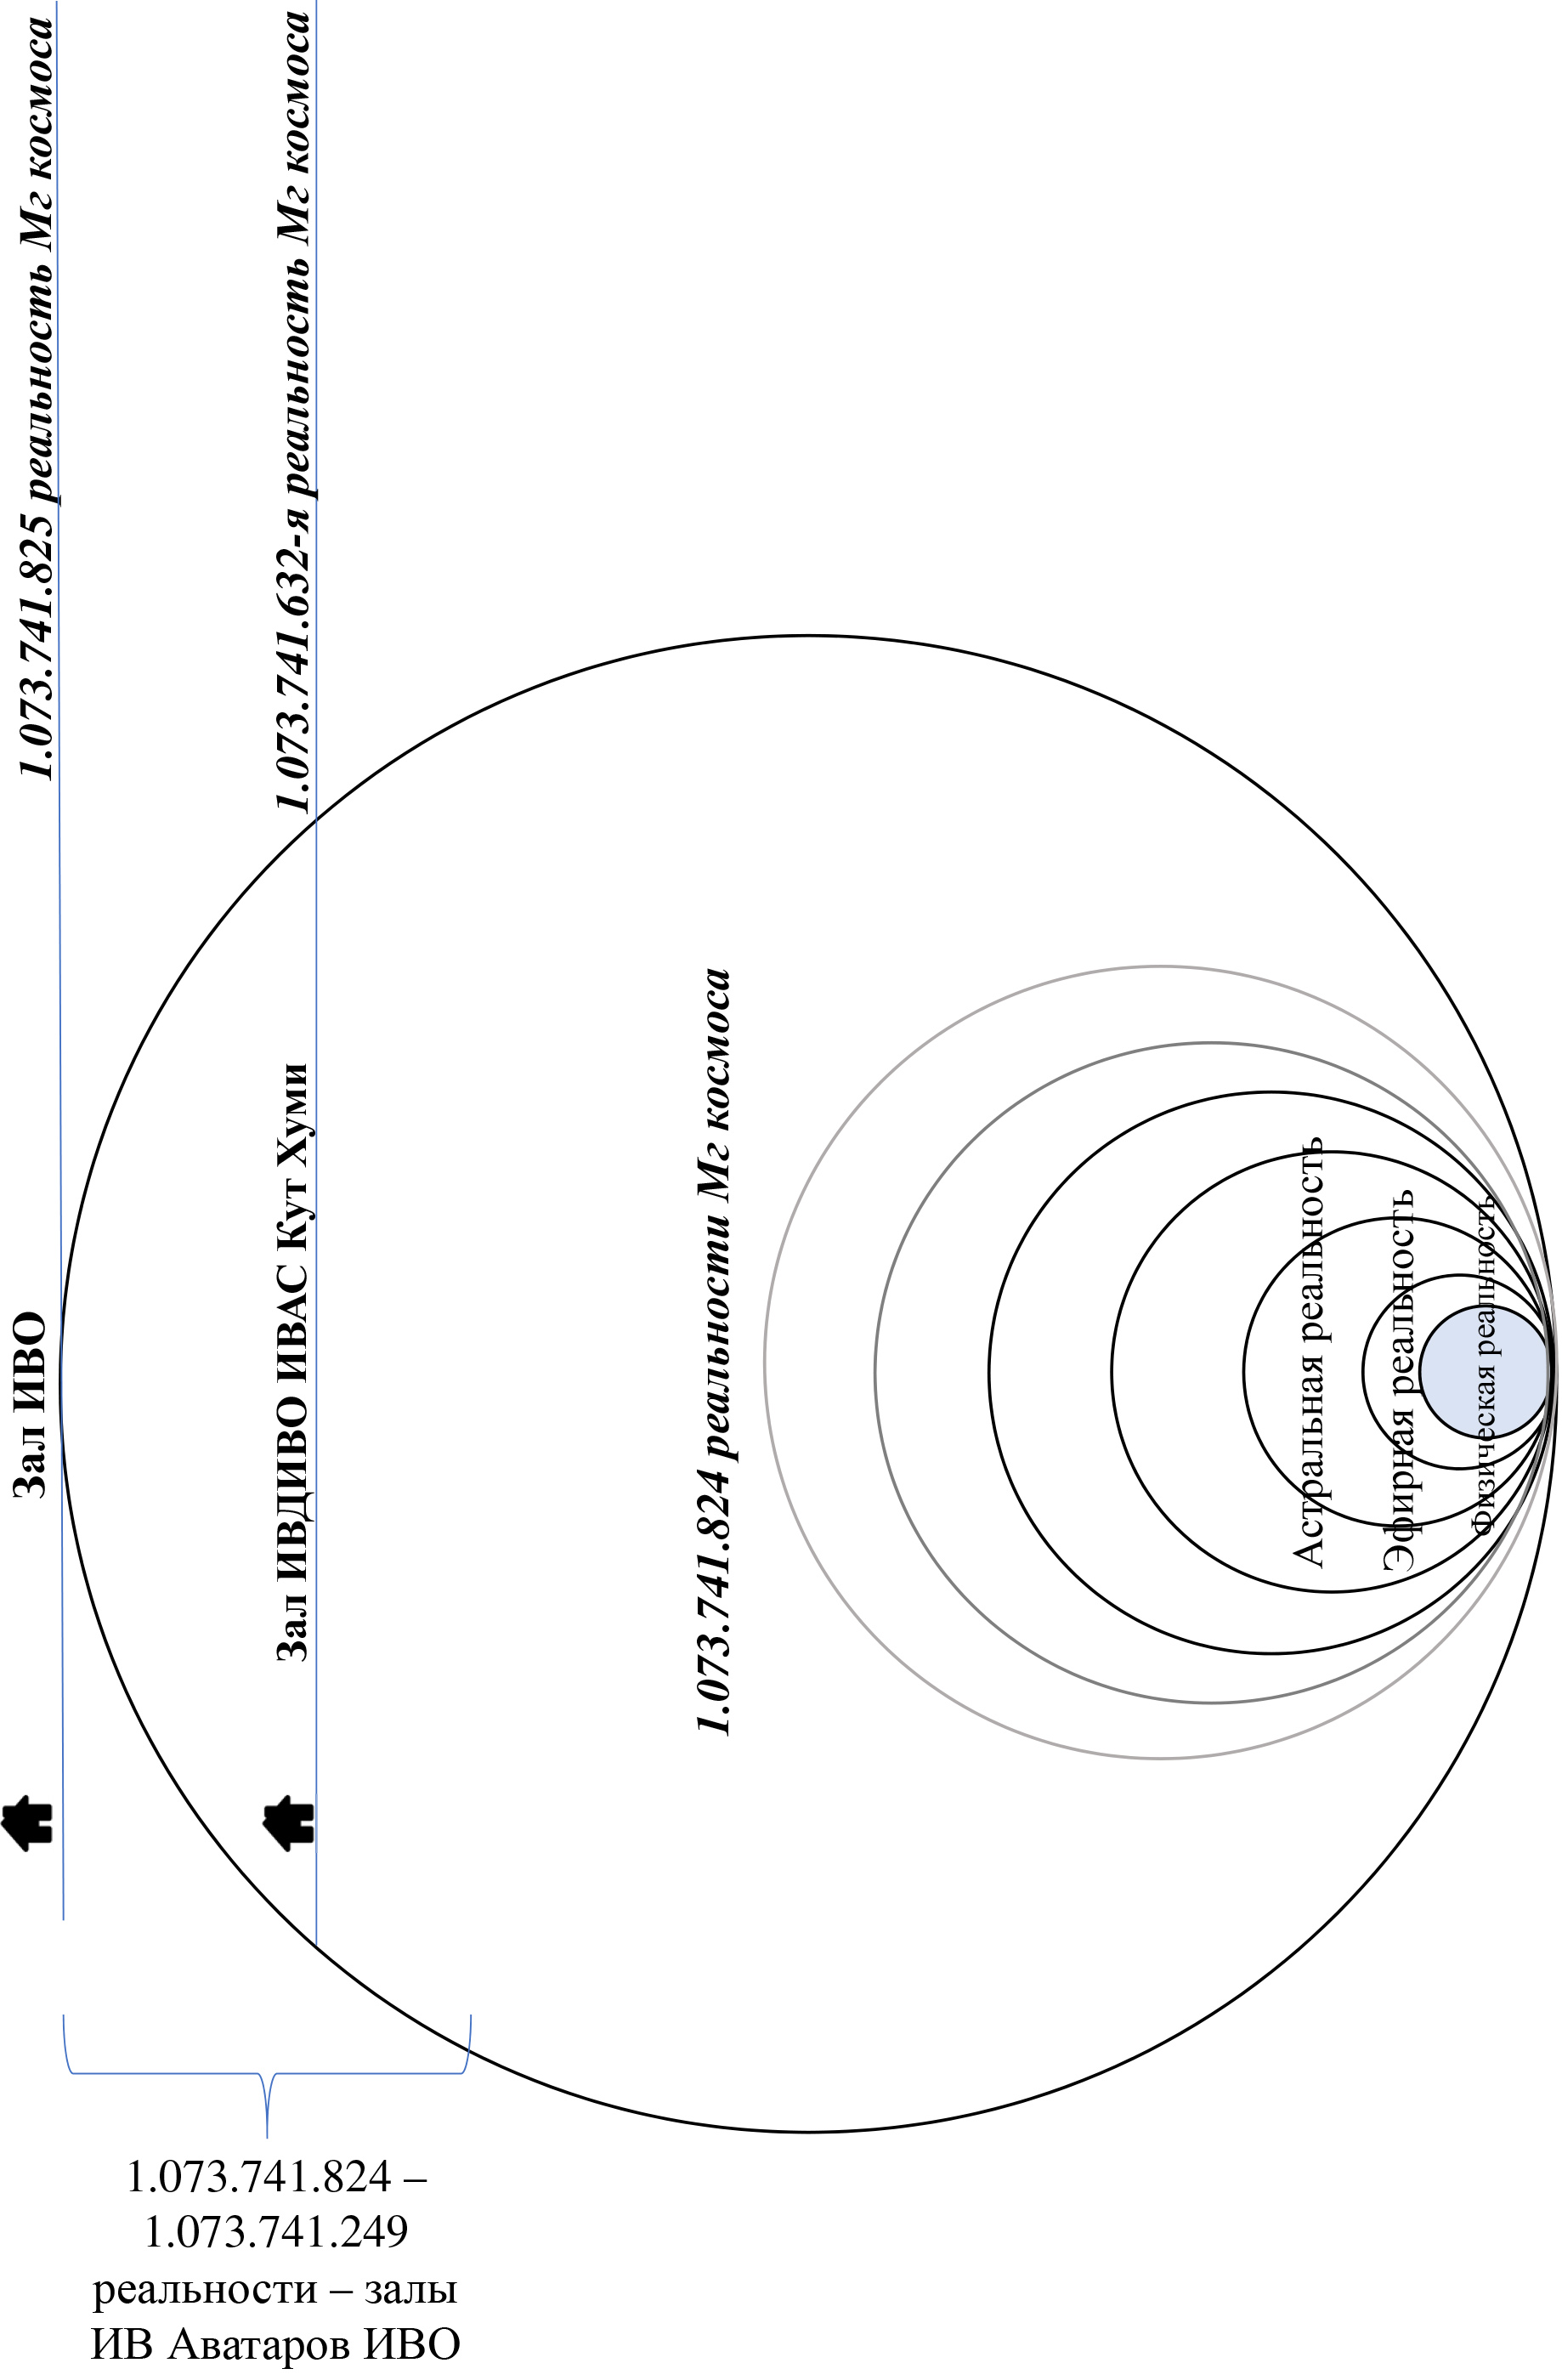 Зал ИВО
1.073.741.825 реальность Мг космоса
Зал ИВДИВО ИВАС Кут Хуми
1.073.741.632-я реальность Мг космоса
1.073.741.824 реальности Мг космоса
Астральная реальность
Эфирная реальность
Физическая реальность
1.073.741.824 –
1.073.741.249
реальности – залы
ИВ Аватаров ИВО